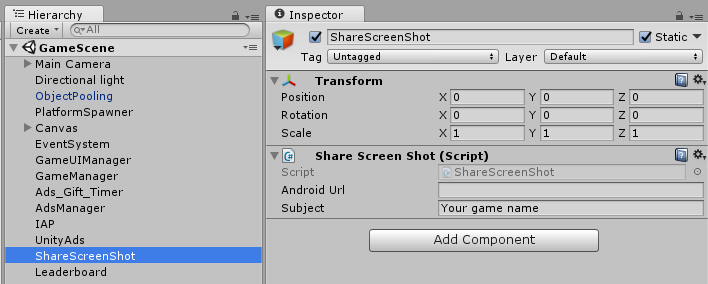 Hierarchy
Create
All
GameScene
Main Camera
Directional light
ObjectPooling
PlatformSpawner
Canvas
EventSystem
GameUIManager
GameManager
Ads_Gift_Timer
AdsManager
IAP
UnityAds
ShareScreenShot
Leaderboard
Inspector
ShareScreenShot Static
Tag Untagged Layer Default
Transform
Position X 0 Y 0 Z 0
Rotation X 0 Y 0 Z 0
Scale X 1 Y 1 Z 1
Share Screen Shot (Script)
Script ShareScreenShot
Android Url
Subject Your game name
Add Component